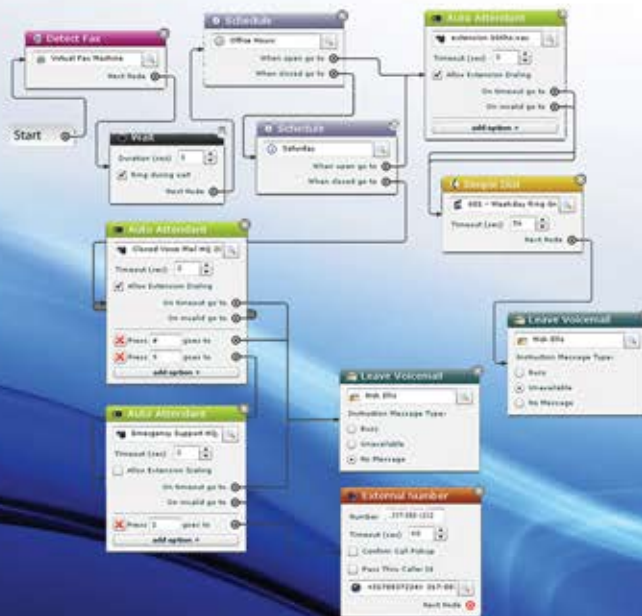 Start
Detect Fax
Virtual Fax Machine
Next Node
Wait
Duration (sec)
Ring during wait
Next Node
Schedule
Office Hours
When open go to
When closed go to
Schedule
Saturday
When open go to
When closed go to
Auto Attendant
Timeout (sec)
Allow Extension Dialing
On timeout go to
On invalid go to
add option +
Simple Dial
Timeout (sec)
Next Node
Leave Voicemail
Instruction Message Type:
Busy
Unavailable
No Message
Auto Attendant
Closed Voice Mail HQ
Timeout (sec)
Allow Extension Dialing
On timeout go to
On invalid go to
Press goes to
Press goes to
add option +
Auto Attendant
Emergency Support HQ
Timeout (sec)
Allow Extension Dialing
On timeout go to
On invalid go to
Press goes to
add option +
Leave Voicemail
Instruction Message Type:
Busy
Unavailable
No Message
External Number
Number
Timeout (sec)
Confirm Call Pickup
Pass Thru Caller Id
Next Node